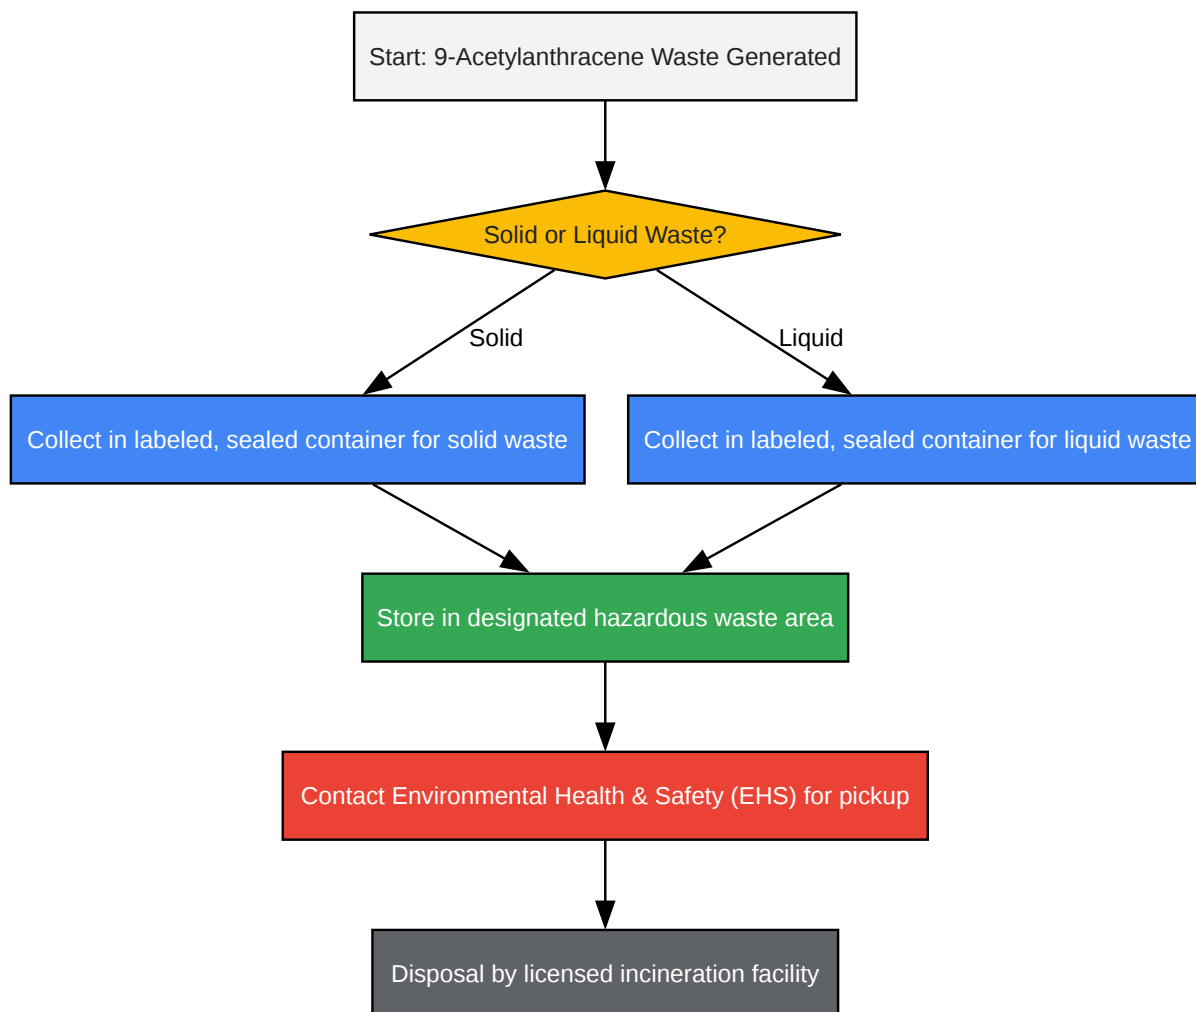 Start: 9-Acetylanthracene Waste Generated
Solid or Liquid Waste?
Solid
Liquid
Collect in labeled, sealed container for solid waste
Collect in labeled, sealed container for liquid waste
Store in designated hazardous waste area
Contact Environmental Health & Safety (EHS) for pickup
Disposal by licensed incineration facility